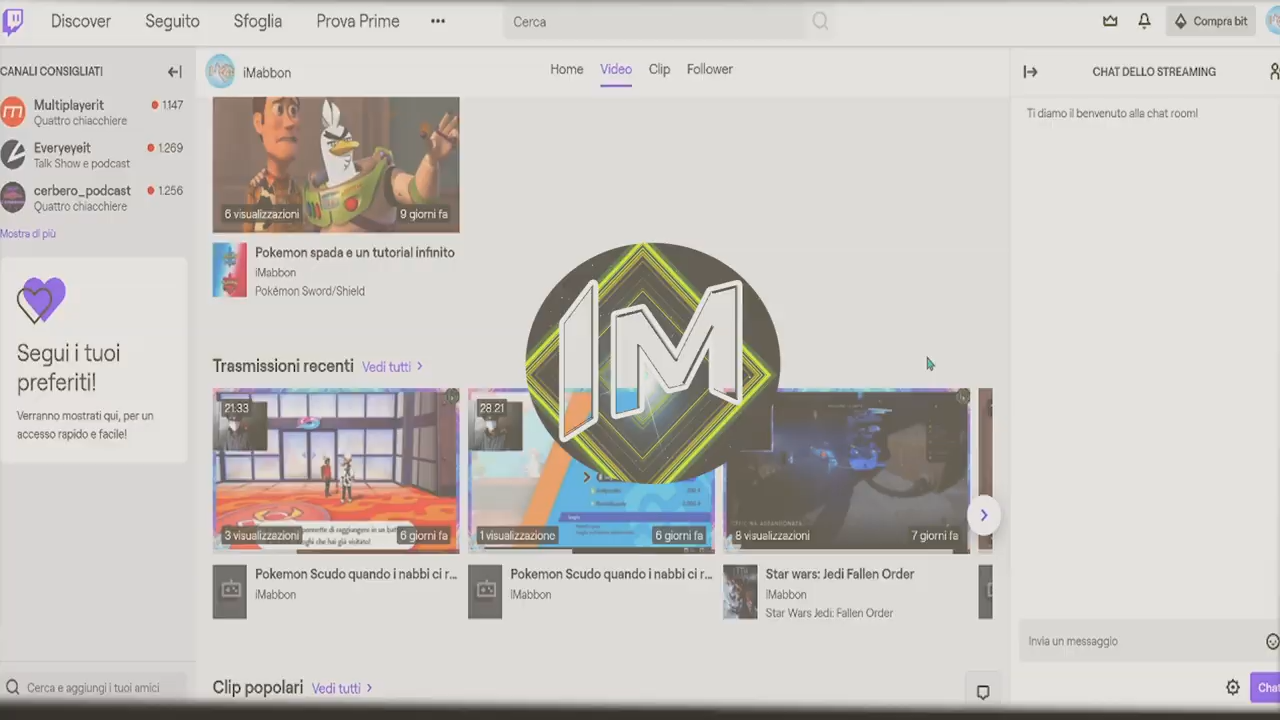 Discover Seguito Sfoglia Prova Prime
Cerca
Compra bit
CANALI CONSIGLIATI
Multiplayerit 1.147
Quattro chiacchiere
Everyeyeit 1.269
Talk Show e podcast
cerbero_podcast 1.256
Quattro chiacchiere
Mostra di più
Segui i tuoi
preferiti!
Verranno mostrati qui, per un
accesso rapido e facile!
Cerca e aggiungi i tuoi amici
iMabbon
Home Video Clip Follower
6 visualizzazioni 9 giorni fa
Pokemon spada e un tutorial infinito
iMabbon
Pokémon Sword/Shield
IM
Trasmissioni recenti Vedi tutti
21.33
3 visualizzazioni 6 giorni fa
Pokemon Scudo quando i nabbi ci r...
iMabbon
28.21
1 visualizzazione 6 giorni fa
Pokemon Scudo quando i nabbi ci r...
iMabbon
8 visualizzazioni 7 giorni fa
Star wars: Jedi Fallen Order
iMabbon
Star Wars Jedi: Fallen Order
Clip popolari Vedi tutti
CHAT DELLO STREAMING
Ti diamo il benvenuto alla chat room!
Invia un messaggio
Chat